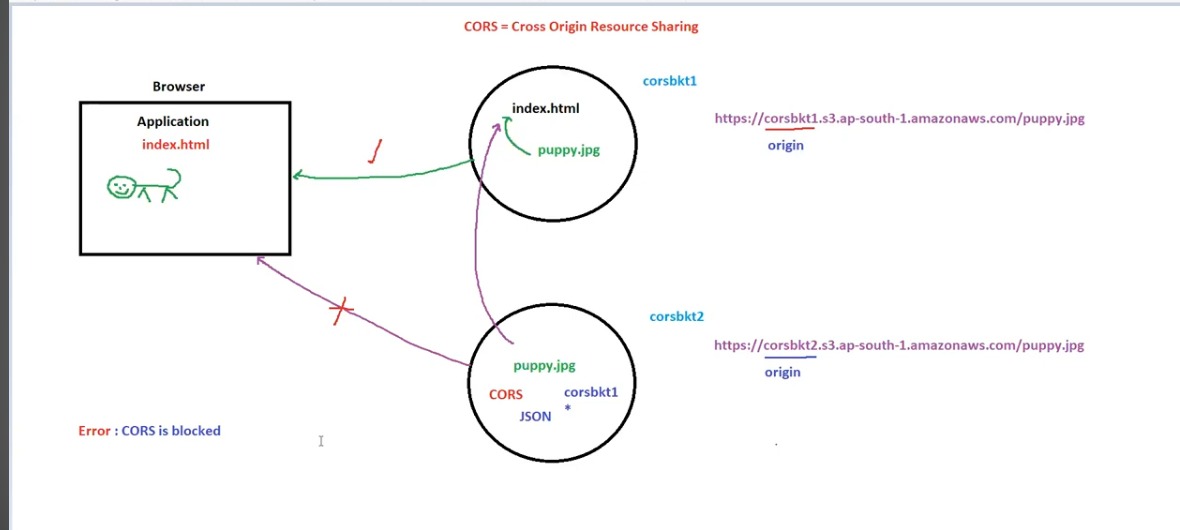 CORS = Cross Origin Resource Sharing
Browser
Application
index.html
index.html
puppy.jpg
corsbkt1
https://corsbkt1.s3.ap-south-1.amazonaws.com/puppy.jpg
origin
corsbkt2
https://corsbkt2.s3.ap-south-1.amazonaws.com/puppy.jpg
origin
puppy.jpg
CORS corsbkt1
JSON *
Error : CORS is blocked